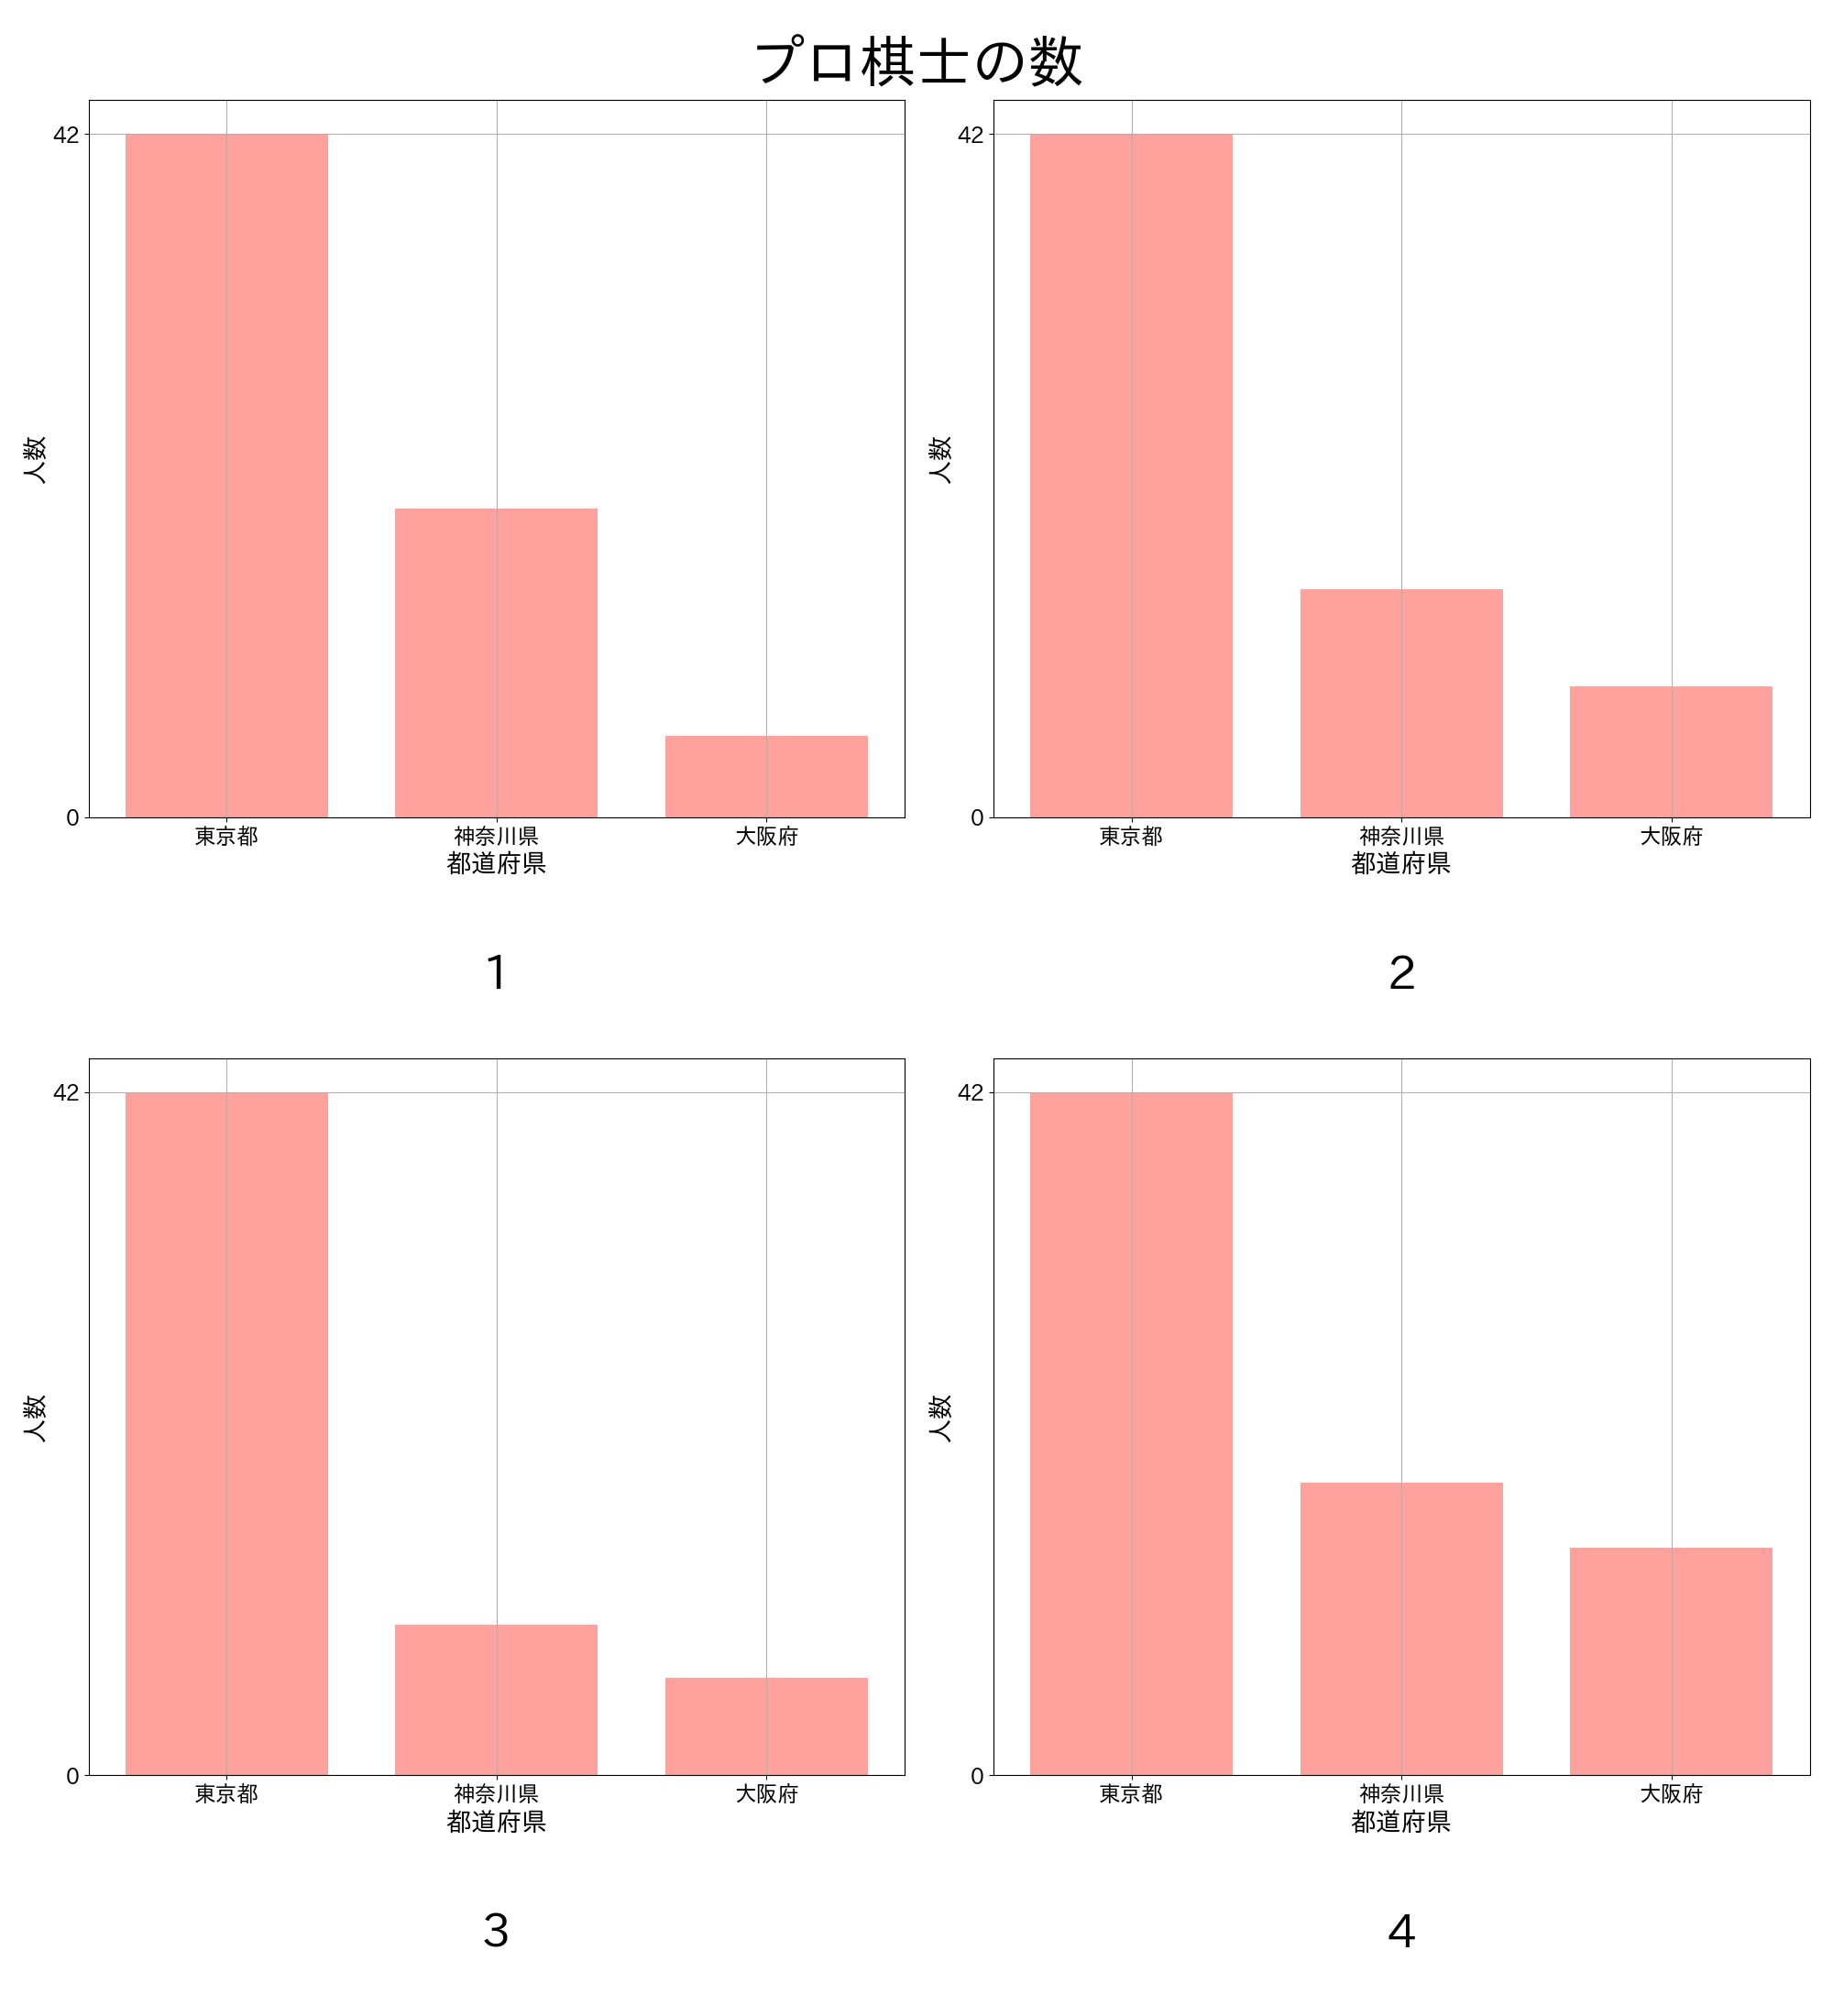 プロ棋士の数
42
0
人数
東京都 神奈川県 大阪府
都道府県
1
42
0
人数
東京都 神奈川県 大阪府
都道府県
2
42
0
人数
東京都 神奈川県 大阪府
都道府県
3
42
0
人数
東京都 神奈川県 大阪府
都道府県
4